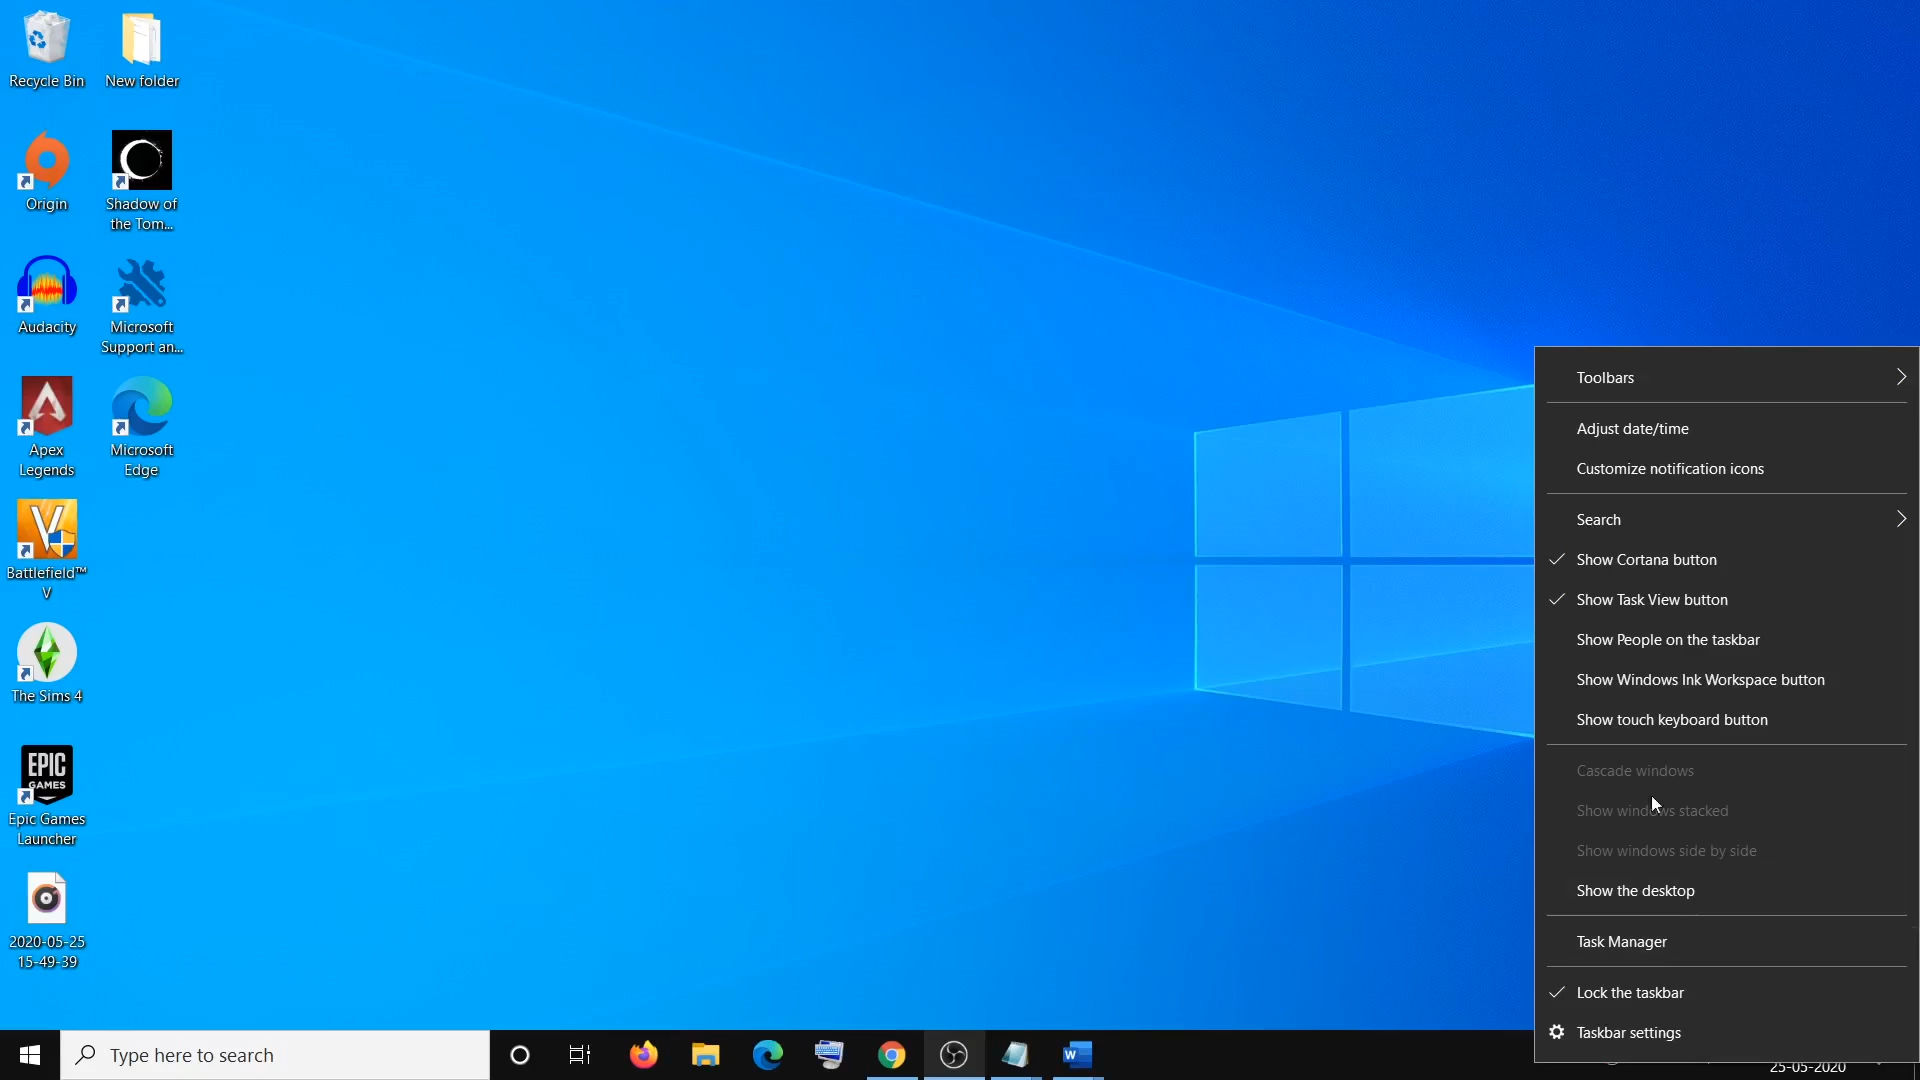 Recycle Bin
New folder
Origin
Shadow of
the Tom...
Audacity
Microsoft
Support an...
Apex
Legends
Microsoft
Edge
V
Battlefield™
V
The Sims 4
EPIC
GAMES
Epic Games
Launcher
2020-05-25
15-49-39
Toolbars
Adjust date/time
Customize notification icons
Search
Show Cortana button
Show Task View button
Show People on the taskbar
Show Windows Ink Workspace button
Show touch keyboard button
Cascade windows
Show windows stacked
Show windows side by side
Show the desktop
Task Manager
Lock the taskbar
Taskbar settings
Type here to search
W
25-05-2020